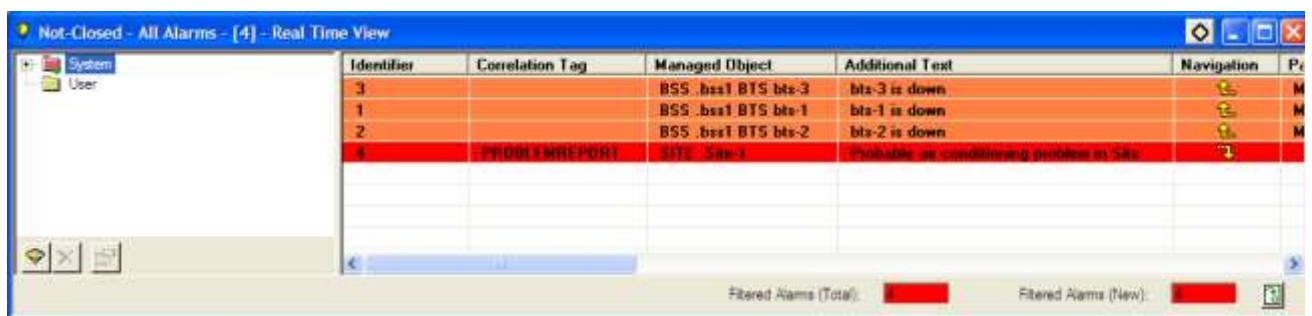 Not-Closed - All Alarms - [4] - Real Time View
System
User
Identifier Correlation Tag Managed Object Additional Text Navigation Pe
3 BSS .bss1 BTS bts-3 bts-3 is down M
1 BSS .bss1 BTS bts-1 bts-1 is down M
2 BSS .bss1 BTS bts-2 bts-2 is down M
4 PROBLEMREPORT SITE .Site-1 Probable air conditioning problem in Site
Filtered Alarms (Total): 4 Filtered Alarms (New): 4